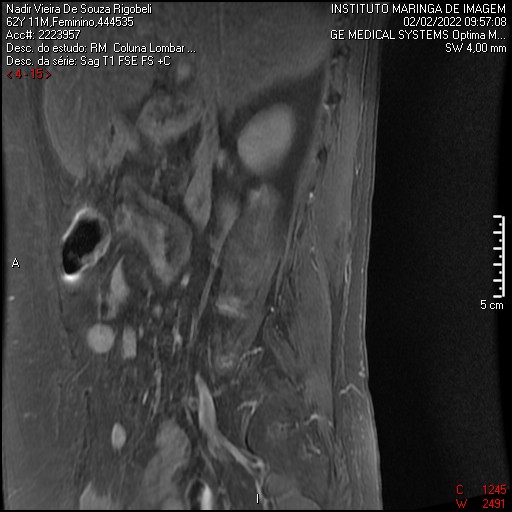 Nadir Vieira De Souza Rigobeli
62Y 11M,Feminino,444535
Acc#: 2223957
Desc. do estudo: RM  Coluna Lombar ...
Desc. da série: Sag T1 FSE FS +C
< 4 - 15 >
INSTITUTO MARINGA DE IMAGEM
02/02/2022 09:57:08
GE MEDICAL SYSTEMS Optima M...
SW 4,00 mm
A
5 cm
I
C 1245
W 2491